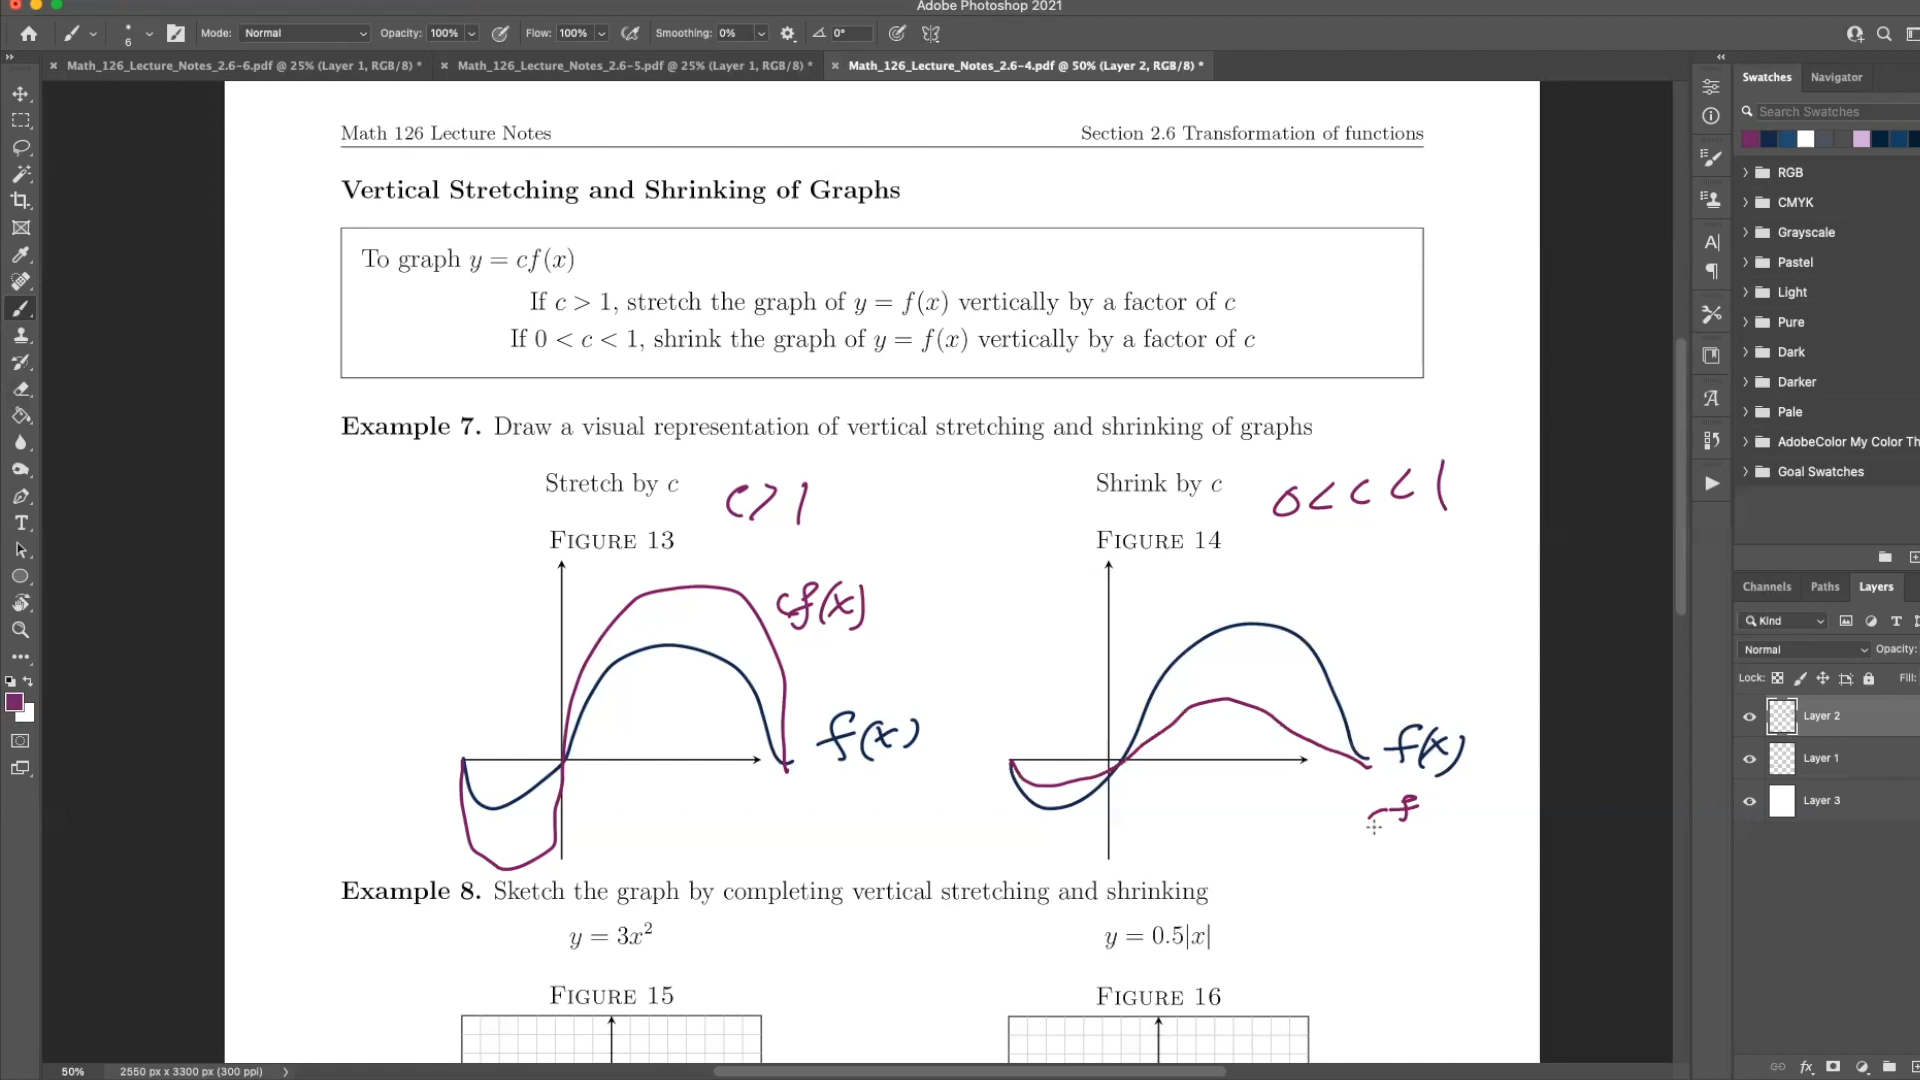 Adobe Photoshop 2021
6 Mode: Normal Opacity: 100% Flow: 100% Smoothing: 0% 0°
Math_126_Lecture_Notes_2.6-6.pdf @ 25% (Layer 1, RGB/8) * Math_126_Lecture_Notes_2.6-5.pdf @ 25% (Layer 1, RGB/8) * Math_126_Lecture_Notes_2.6-4.pdf @ 50% (Layer 2, RGB/8) *
Math 126 Lecture Notes Section 2.6 Transformation of functions
Vertical Stretching and Shrinking of Graphs
To graph y = cf(x)
If c > 1, stretch the graph of y = f(x) vertically by a factor of c
If 0 < c < 1, shrink the graph of y = f(x) vertically by a factor of c
Example 7. Draw a visual representation of vertical stretching and shrinking of graphs
Stretch by c c > 1 Shrink by c 0 < c < 1
FIGURE 13 FIGURE 14
cf(x)
f(x) f(x)
cf
Example 8. Sketch the graph by completing vertical stretching and shrinking
y = 3x² y = 0.5|x|
FIGURE 15 FIGURE 16
50% 2550 px x 3300 px (300 ppi)
Swatches Navigator
Search Swatches
RGB
CMYK
Grayscale
Pastel
Light
Pure
Dark
Darker
Pale
AdobeColor My Color Th
Goal Swatches
Channels Paths Layers
Kind
Normal Opacity:
Lock: Fill:
Layer 2
Layer 1
Layer 3